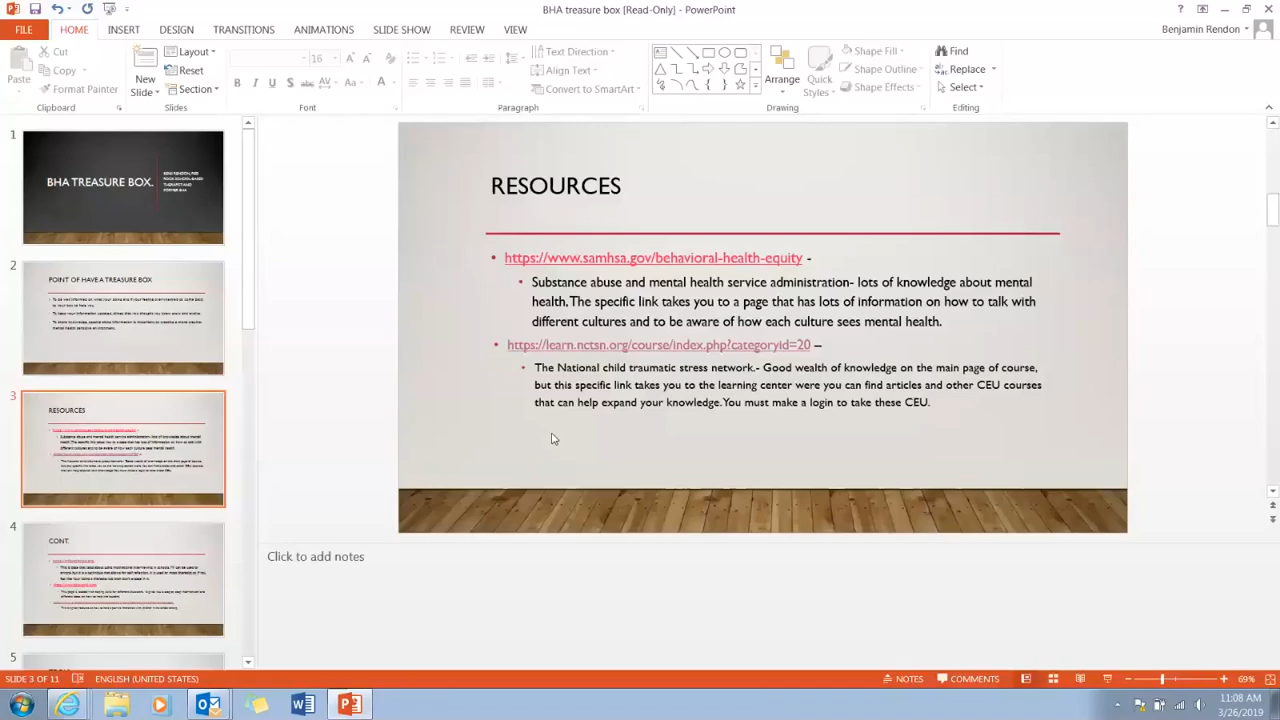 BHA treasure box [Read-Only] - PowerPoint
FILE HOME INSERT DESIGN TRANSITIONS ANIMATIONS SLIDE SHOW REVIEW VIEW Benjamin Rendon
Cut
Copy
Format Painter
Paste
Clipboard
New
Slide
Layout
Reset
Section
Slides
16
Font
Text Direction
Align Text
Convert to SmartArt
Paragraph
Arrange
Quick
Styles
Shape Fill
Shape Outline
Shape Effects
Drawing
Find
Replace
Select
Editing
1
BHA TREASURE BOX.
2
POINT OF HAVE A TREASURE BOX
3
RESOURCES
4
CONT.
5
RESOURCES
• https://www.samhsa.gov/behavioral-health-equity -
• Substance abuse and mental health service administration- lots of knowledge about mental
health, The specific link takes you to a page that has lots of information on how to talk with
different cultures and to be aware of how each culture sees mental health.
• https://learn.nctsn.org/course/index.php?categoryid=20 –
• The National child traumatic stress network.- Good wealth of knowledge on the main page of course,
but this specific link takes you to the learning center were you can find articles and other CEU courses
that can help expand your knowledge. You must make a login to take these CEU.
Click to add notes
SLIDE 3 OF 11 ENGLISH (UNITED STATES) NOTES COMMENTS 69%
11:08 AM
3/26/2019